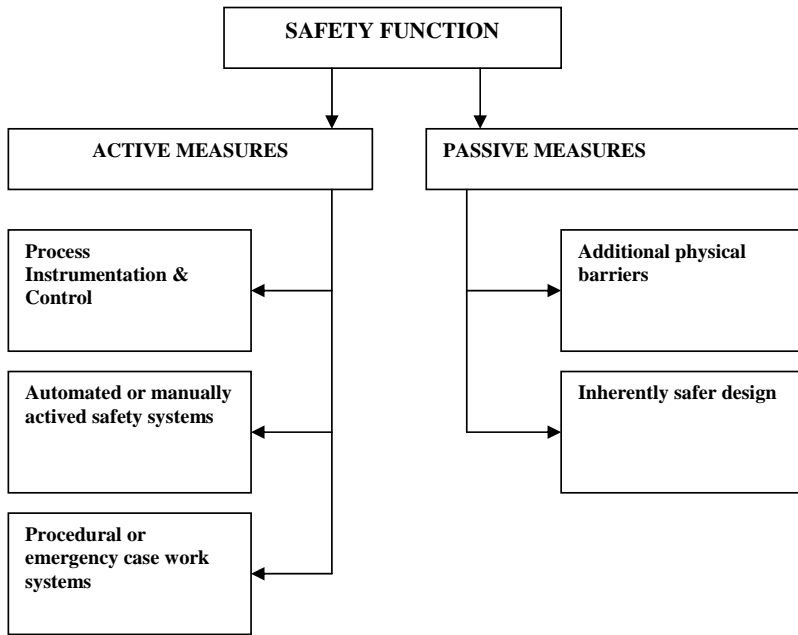 SAFETY FUNCTION
ACTIVE MEASURES
PASSIVE MEASURES
Process
Instrumentation &
Control
Additional physical
barriers
Automated or manually
actived safety systems
Inherently safer design
Procedural or
emergency case work
systems